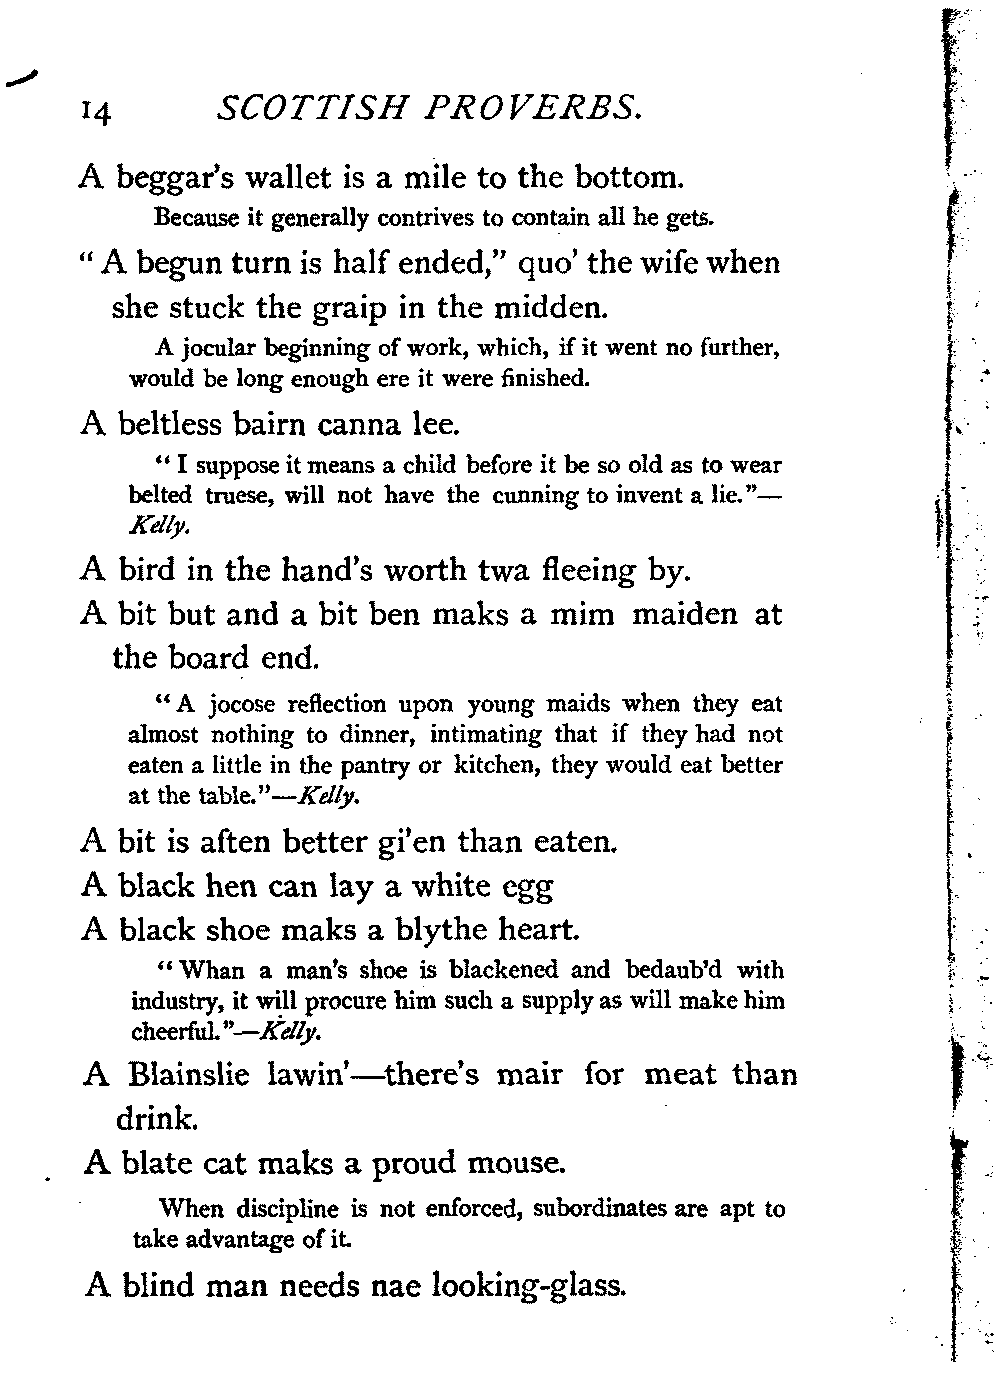 14 SCOTTISH PROVERBS.
A beggar's wallet is a mile to the bottom.
Because it generally contrives to contain all he gets.
"A begun turn is half ended," quo' the wife when
she stuck the graip in the midden.
A jocular beginning of work, which, if it went no further,
would be long enough ere it were finished.
A beltless bairn canna lee.
"I suppose it means a child before it be so old as to wear
belted truese, will not have the cunning to invent a lie."—
Kelly.
A bird in the hand's worth twa fleeing by.
A bit but and a bit ben maks a mim maiden at
the board end.
"A jocose reflection upon young maids when they eat
almost nothing to dinner, intimating that if they had not
eaten a little in the pantry or kitchen, they would eat better
at the table."—Kelly.
A bit is aften better gi'en than eaten.
A black hen can lay a white egg
A black shoe maks a blythe heart.
"Whan a man's shoe is blackened and bedaub'd with
industry, it will procure him such a supply as will make him
cheerful."—Kelly.
A Blainslie lawin'—there's mair for meat than
drink.
A blate cat maks a proud mouse.
When discipline is not enforced, subordinates are apt to
take advantage of it.
A blind man needs nae looking-glass.